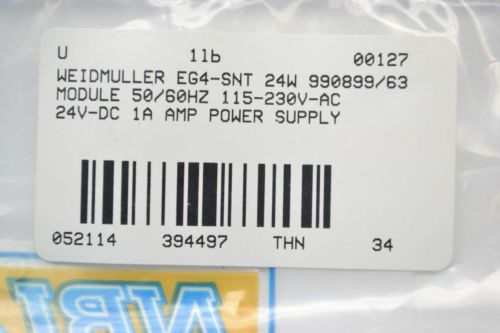 U 11b 00127
WEIDMULLER EG4-SNT 24W 990899/63
MODULE 50/60HZ 115-230V-AC
24V-DC 1A AMP POWER SUPPLY
052114 394497 THN 34